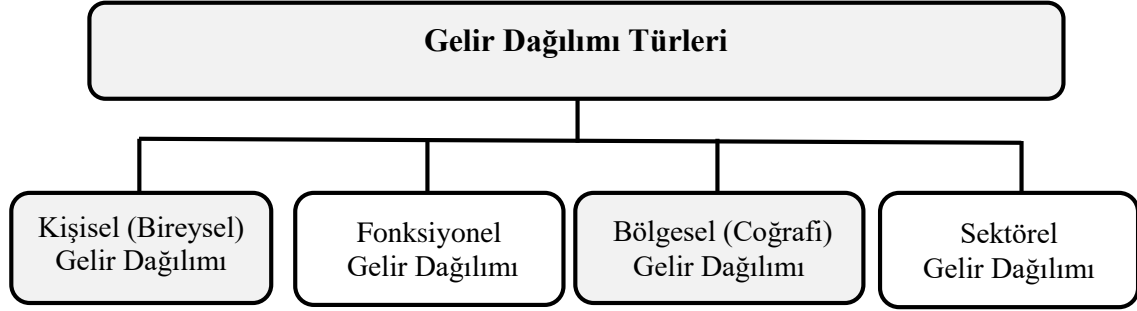 Gelir Dağılımı Türleri
Kişisel (Bireysel)
Gelir Dağılımı
Fonksiyonel
Gelir Dağılımı
Bölgesel (Coğrafi)
Gelir Dağılımı
Sektörel
Gelir Dağılımı